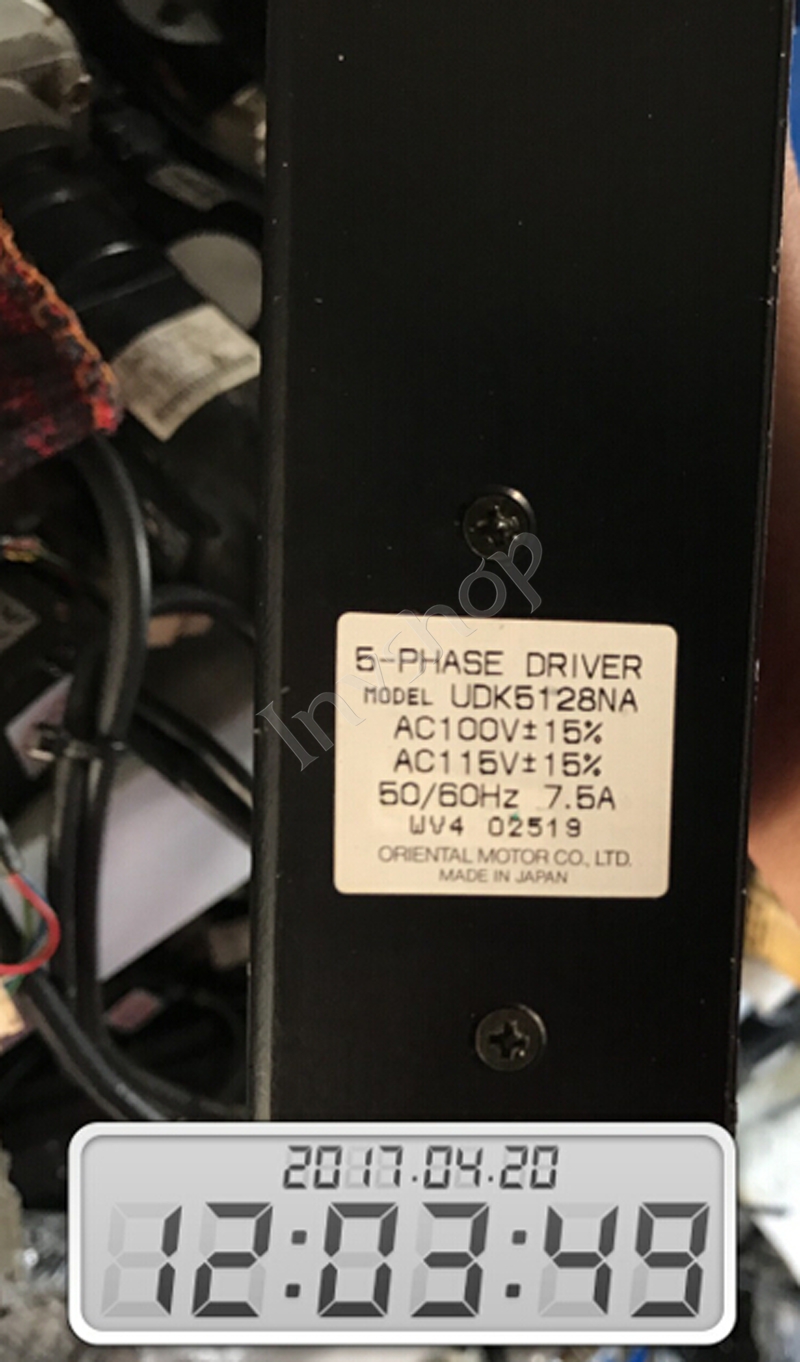 Invshop
5-PHASE DRIVER
MODEL UDK5128NA
AC100V±15%
AC115V±15%
50/60Hz 7.5A
WV4 02519
ORIENTAL MOTOR CO., LTD.
MADE IN JAPAN
2017.04.20
12:03:49